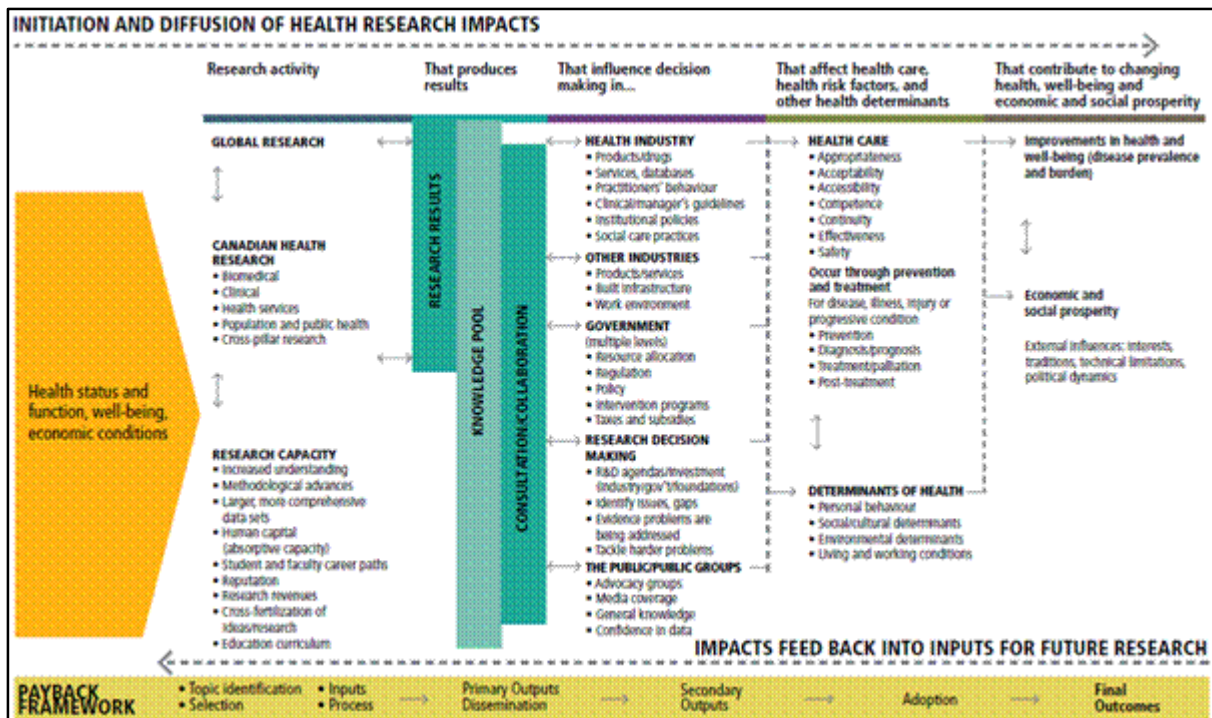 INITIATION AND DIFFUSION OF HEALTH RESEARCH IMPACTS
Research activity
That produces
results
That influence decision
making in...
That affect health care,
health risk factors, and
other health determinants
That contribute to changing
health, well-being and
economic and social prosperity
Health status and
function, well-being,
economic conditions
GLOBAL RESEARCH
CANADIAN HEALTH
RESEARCH
• Biomedical
• Clinical
• Health services
• Population and public health
• Cross-pillar research
RESEARCH CAPACITY
• Increased understanding
• Methodological advances
• Larger, more comprehensive
data sets
• Human capital
(absorptive capacity)
• Student and faculty career paths
• Reputation
• Research revenues
• Cross-fertilization of
ideas/research
• Education curriculum
RESEARCH RESULTS
KNOWLEDGE POOL
CONSULTATION/COLLABORATION
HEALTH INDUSTRY
• Products/drugs
• Services, databases
• Practitioners' behaviour
• Clinical/manager's guidelines
• Institutional policies
• Social care practices
OTHER INDUSTRIES
• Products/services
• Built infrastructure
• Work environment
GOVERNMENT
(multiple levels)
• Resource allocation
• Regulation
• Policy
• Intervention programs
• Taxes and subsidies
RESEARCH DECISION
MAKING
• R&D agendas/investment
(industry/gov't/foundations)
• Identify issues, gaps
• Evidence problems are
being addressed
• Tackle harder problems
THE PUBLIC/PUBLIC GROUPS
• Advocacy groups
• Media coverage
• General knowledge
• Confidence in data
HEALTH CARE
• Appropriateness
• Acceptability
• Accessibility
• Competence
• Continuity
• Effectiveness
• Safety
Occur through prevention
and treatment
For disease, illness, injury or
progressive condition
• Prevention
• Diagnosis/prognosis
• Treatment/palliation
• Post-treatment
DETERMINANTS OF HEALTH
• Personal behaviour
• Social/cultural determinants
• Environmental determinants
• Living and working conditions
Improvements in health and
well-being (disease prevalence
and burden)
Economic and
social prosperity
External influences: interests,
traditions, technical limitations,
political dynamics
IMPACTS FEED BACK INTO INPUTS FOR FUTURE RESEARCH
PAYBACK
FRAMEWORK
• Topic identification
• Selection
• Inputs
• Process
Primary Outputs
Dissemination
Secondary
Outputs
Adoption
Final
Outcomes